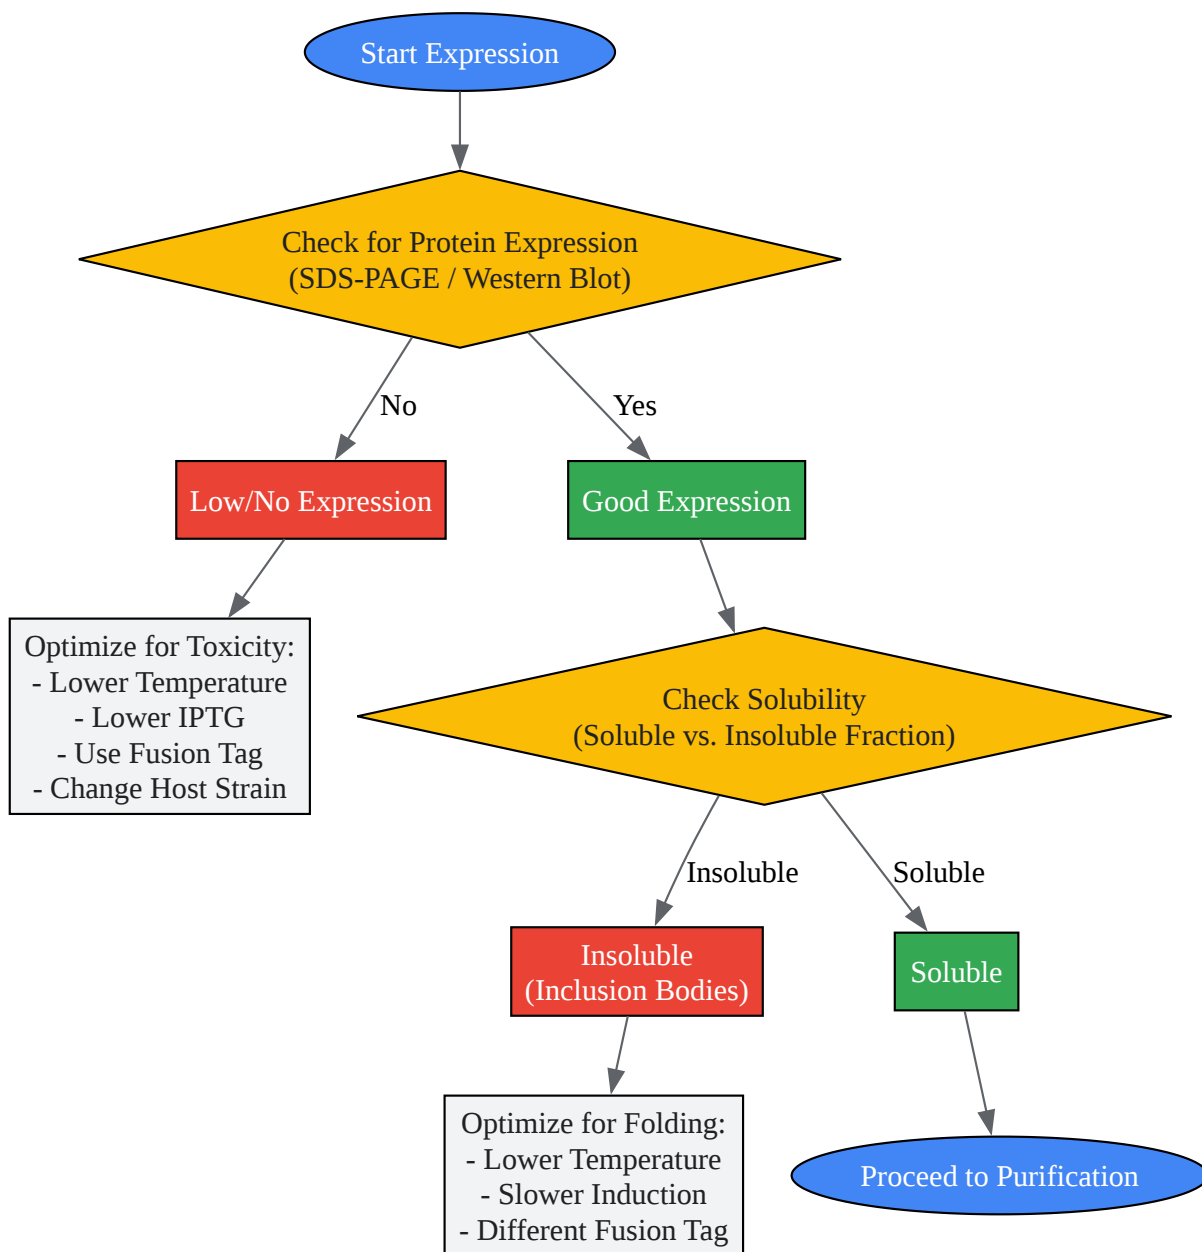 Start Expression
Check for Protein Expression
(SDS-PAGE / Western Blot)
No
Yes
Low/No Expression
Good Expression
Optimize for Toxicity:
- Lower Temperature
- Lower IPTG
- Use Fusion Tag
- Change Host Strain
Check Solubility
(Soluble vs. Insoluble Fraction)
Insoluble
Soluble
Insoluble
(Inclusion Bodies)
Soluble
Optimize for Folding:
- Lower Temperature
- Slower Induction
- Different Fusion Tag
Proceed to Purification